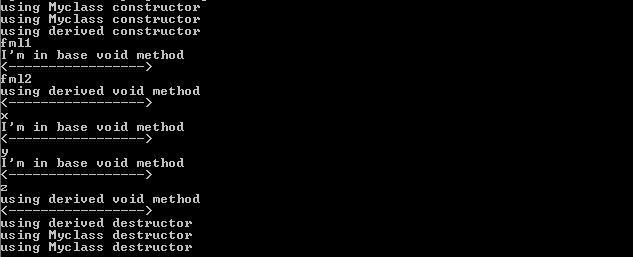 using Myclass constructor
using Myclass constructor
using derived constructor
fml1
I'm in base void method
<----------------->
fml2
using derived void method
<----------------->
x
I'm in base void method
<----------------->
y
I'm in base void method
<----------------->
z
using derived void method
<----------------->
using derived destructor
using Myclass destructor
using Myclass destructor